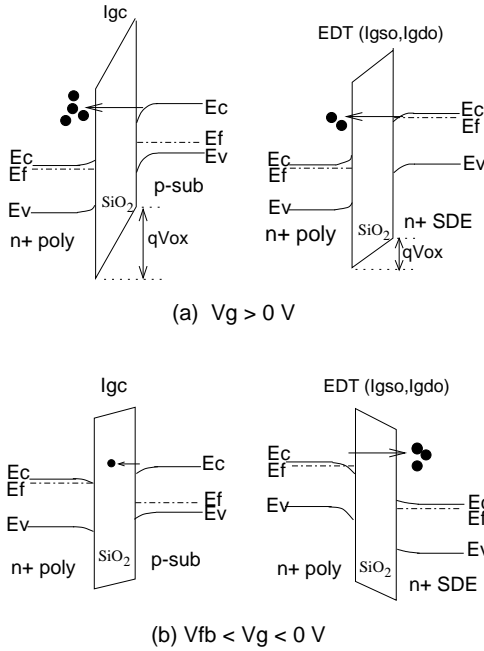 Igc
EDT (Igso,Igdo)
Ec
Ef
Ev
p-sub
Ec
Ef
Ev
SiO2
n+ poly
qVox
Ec
Ef
Ev
Ec
Ef
Ev
SiO2
n+ poly
n+ SDE
qVox
(a) Vg > 0 V
Igc
EDT (Igso,Igdo)
Ec
Ef
Ev
Ec
Ef
Ev
SiO2
n+ poly
p-sub
Ec
Ef
Ev
Ec
Ef
Ev
SiO2
n+ poly
n+ SDE
(b) Vfb < Vg < 0 V